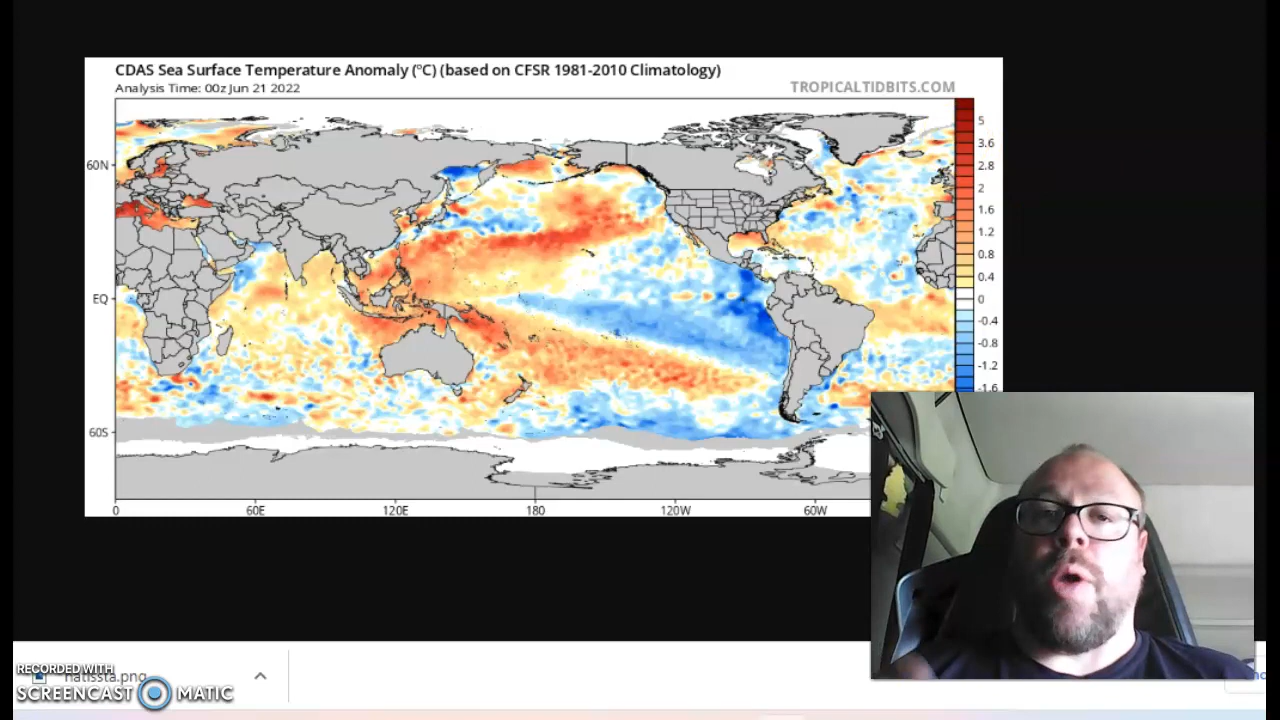 CDAS Sea Surface Temperature Anomaly (°C) (based on CFSR 1981-2010 Climatology)
Analysis Time: 00z Jun 21 2022
TROPICALTIDBITS.COM
60N
EQ
60S
0
60E
120E
180
120W
60W
5
3.6
2.8
2
1.6
1.2
0.8
0.4
0
-0.4
-0.8
-1.2
-1.6
RECORDED WITH
SCREENCAST MATIC
natissta.png